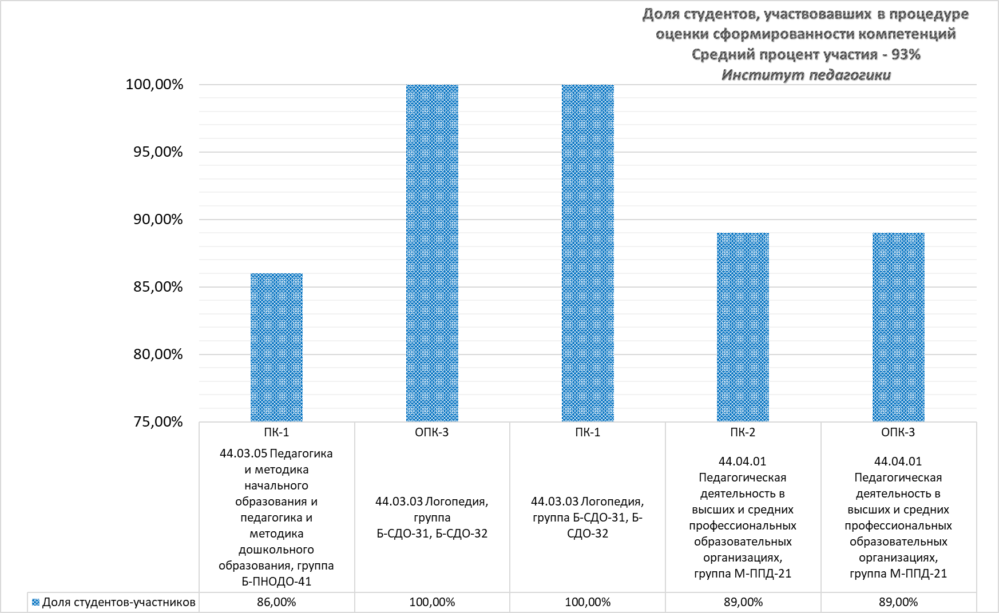 Доля студентов, участвовавших в процедуре
оценки сформированности компетенций
Средний процент участия - 93%
Институт педагогики
100,00%
95,00%
90,00%
85,00%
80,00%
75,00%
ПК-1
44.03.05 Педагогика
и методика
начального
образования и
педагогика и
методика
дошкольного
образования, группа
Б-ПНОДО-41
ОПК-3
44.03.03 Логопедия,
группа
Б-СДО-31, Б-СДО-32
ПК-1
44.03.03 Логопедия,
группа Б-СДО-31, Б-
СДО-32
ПК-2
44.04.01
Педагогическая
деятельность в
высших и средних
профессиональных
образовательных
организациях,
группа М-ППД-21
ОПК-3
44.04.01
Педагогическая
деятельность в
высших и средних
профессиональных
образовательных
организациях,
группа М-ППД-21
Доля студентов-участников
86,00%
100,00%
100,00%
89,00%
89,00%